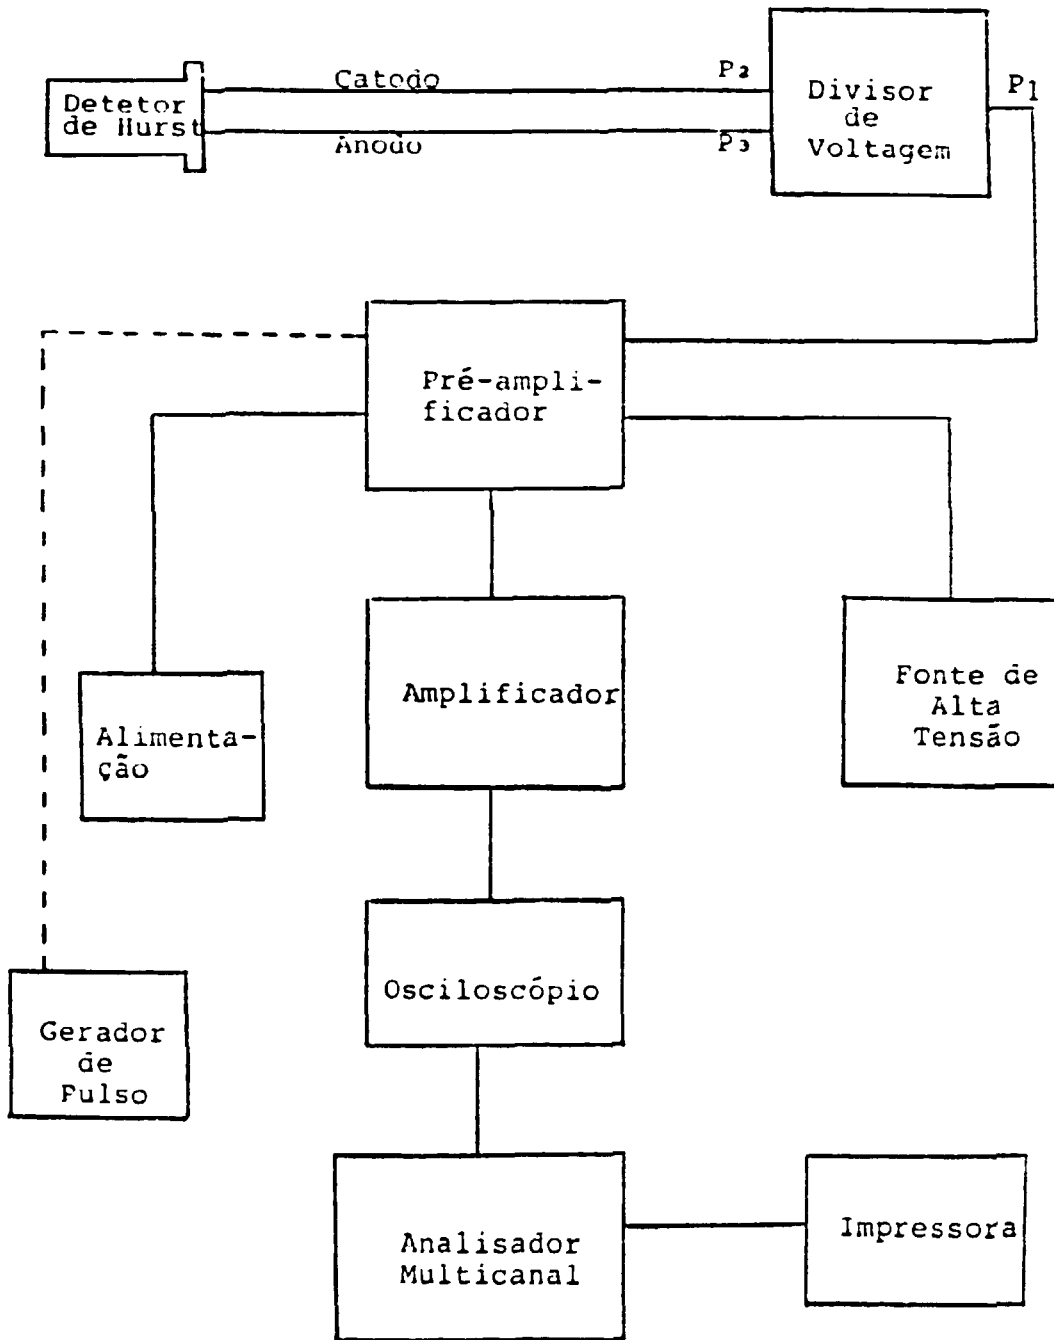 Detetor
de Hurst
Catodo
Anodo
P2
P3
Divisor
de
Voltagem
P1
Pré-ampli-
ficador
Alimenta-
ção
Amplificador
Fonte de
Alta
Tensão
Osciloscópio
Gerador
de
Pulso
Analisador
Multicanal
Impressora